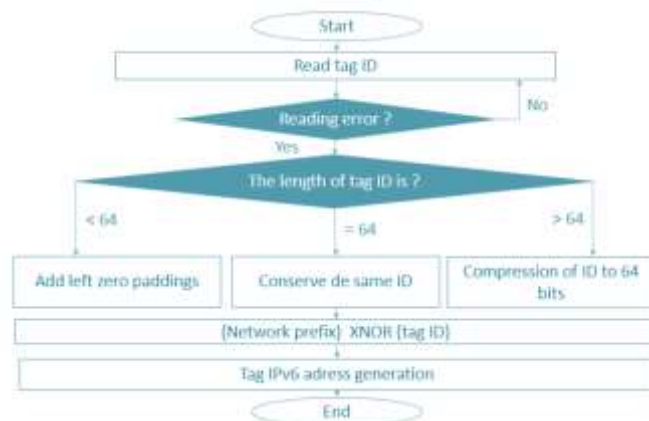 Start
Read tag ID
No
Reading error ?
Yes
The length of tag ID is ?
< 64
= 64
> 64
Add left zero paddings
Conserve de same ID
Compression of ID to 64
bits
(Network prefix) XNOR (tag ID)
Tag IPv6 adress generation
End